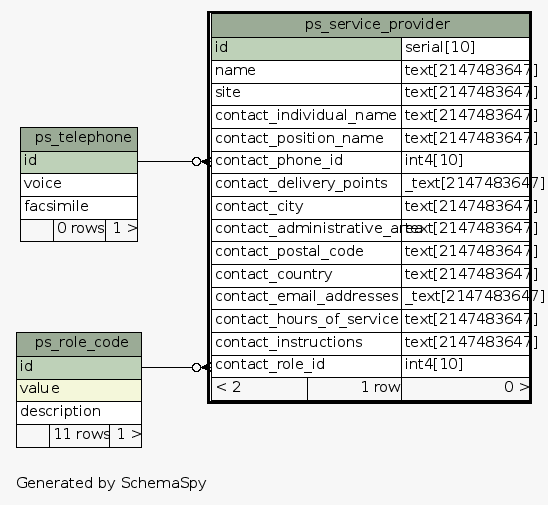 ps_service_provider
id serial[10]
name text[2147483647]
site text[2147483647]
contact_individual_name text[2147483647]
contact_position_name text[2147483647]
contact_phone_id int4[10]
contact_delivery_points _text[2147483647]
contact_city text[2147483647]
contact_administrative_area text[2147483647]
contact_postal_code text[2147483647]
contact_country text[2147483647]
contact_email_addresses _text[2147483647]
contact_hours_of_service text[2147483647]
contact_instructions text[2147483647]
contact_role_id int4[10]
< 2 1 row 0 >
ps_telephone
id
voice
facsimile
0 rows 1 >
ps_role_code
id
value
description
11 rows 1 >
Generated by SchemaSpy